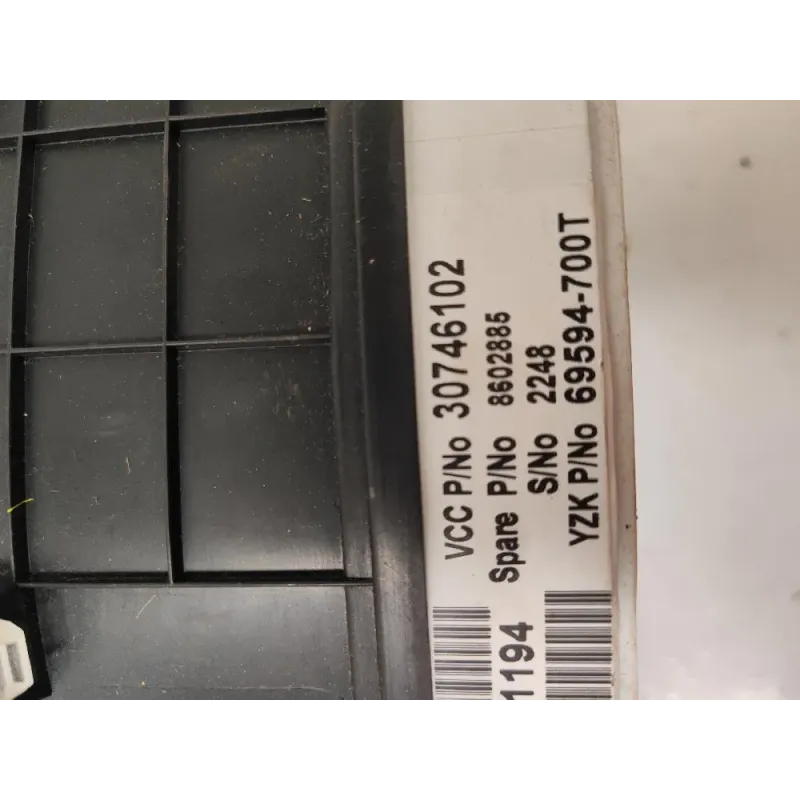 VCC P/No 30746102
Spare P/No 8602885
1194
S/No 2248
YZK P/No 69594-700T